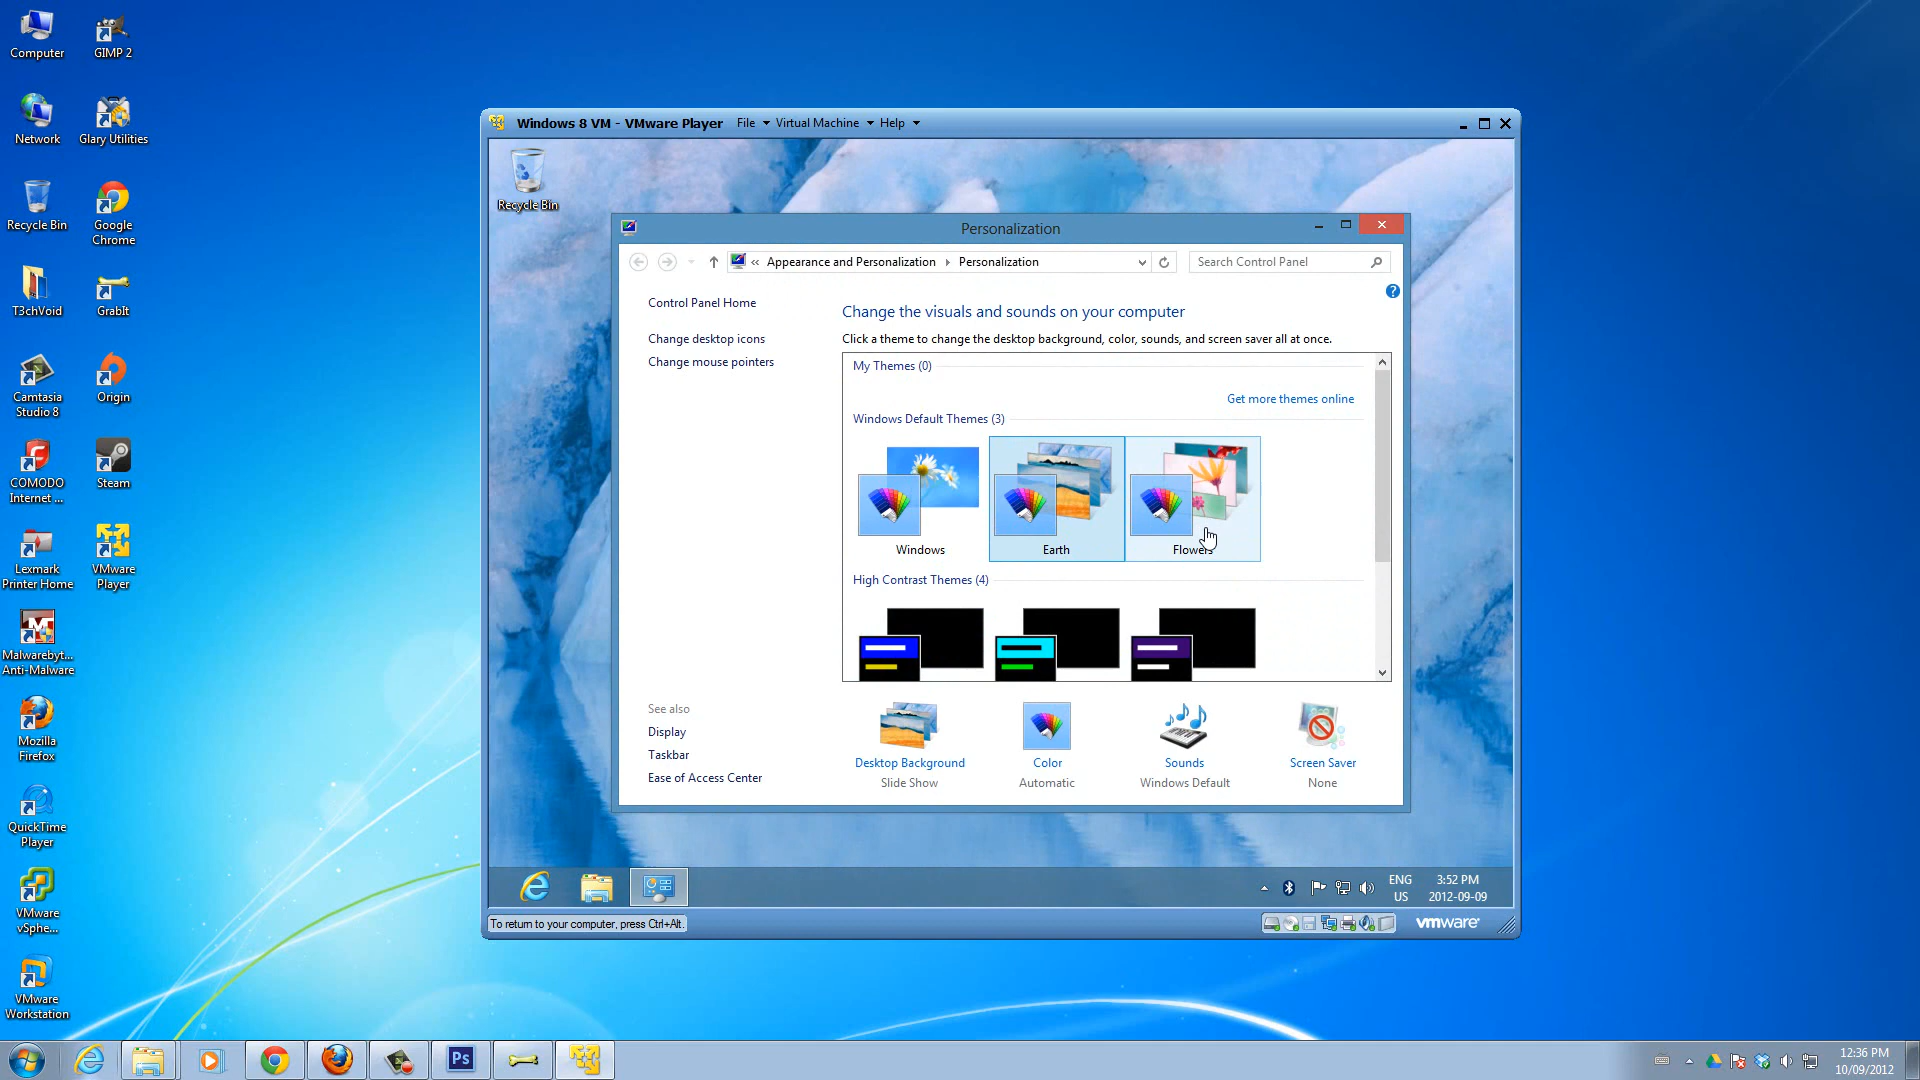 Computer
GIMP 2
Network
Glary Utilities
Recycle Bin
Google
Chrome
T3chVoid
GrabIt
Camtasia
Studio 8
Origin
COMODO
Internet ...
Steam
Lexmark
Printer Home
VMware
Player
Malwarebyt...
Anti-Malware
Mozilla
Firefox
QuickTime
Player
VMware
vSphe...
VMware
Workstation
Windows 8 VM - VMware Player File Virtual Machine Help
Recycle Bin
Personalization
« Appearance and Personalization Personalization
Search Control Panel
Control Panel Home
Change desktop icons
Change mouse pointers
Change the visuals and sounds on your computer
Click a theme to change the desktop background, color, sounds, and screen saver all at once.
My Themes (0)
Get more themes online
Windows Default Themes (3)
Windows
Earth
Flowers
High Contrast Themes (4)
See also
Display
Taskbar
Ease of Access Center
Desktop Background
Slide Show
Color
Automatic
Sounds
Windows Default
Screen Saver
None
ENG
US
3:52 PM
2012-09-09
To return to your computer, press Ctrl+Alt.
vmware
Ps
12:36 PM
10/09/2012